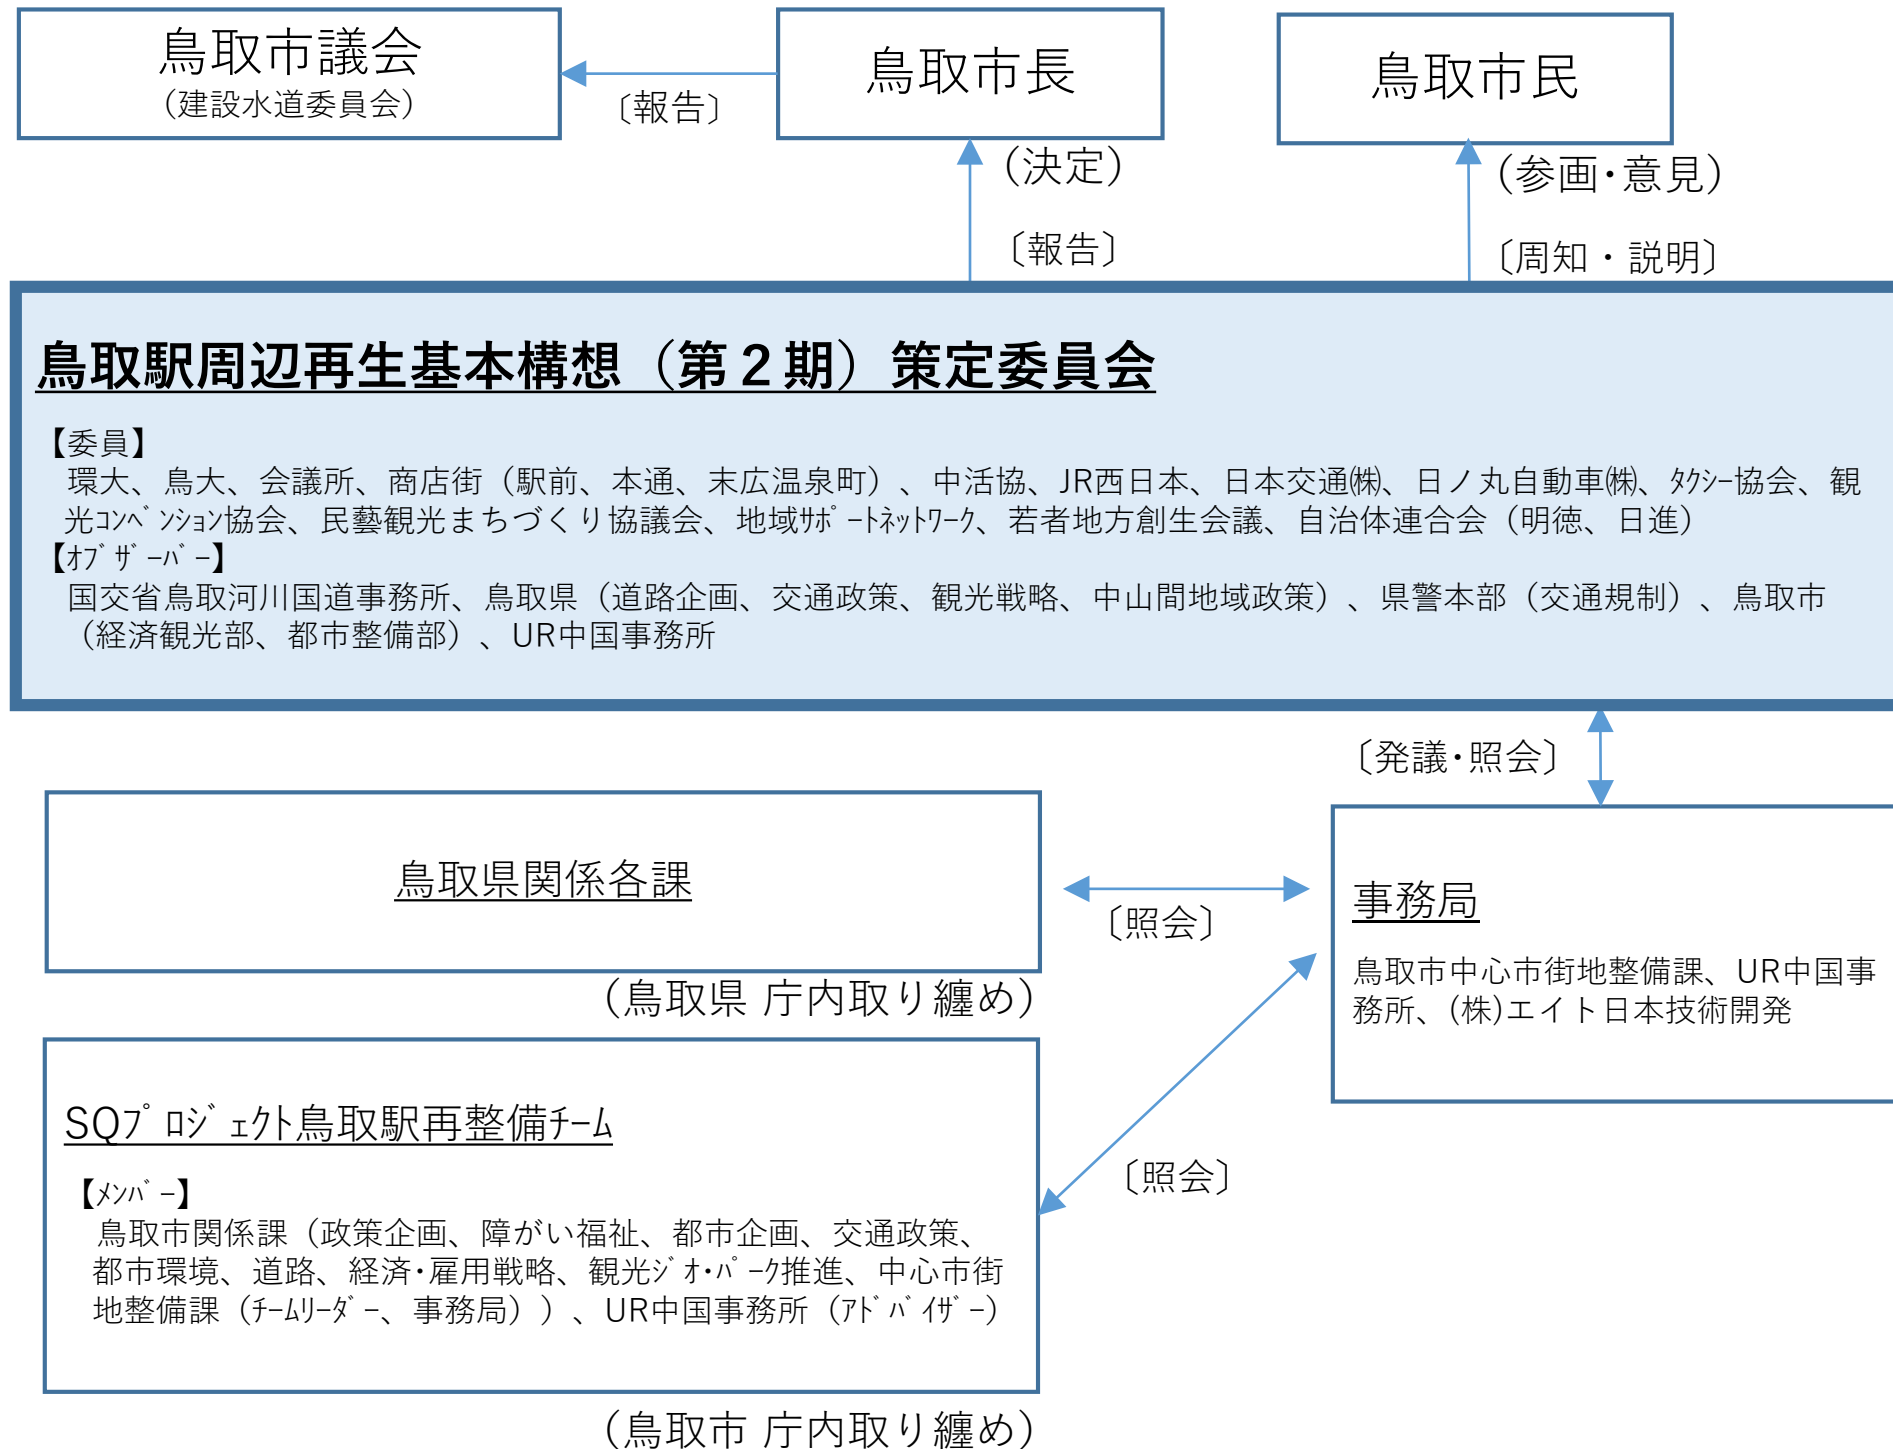 鳥取市議会
（建設水道委員会）
〔報告〕
鳥取市長
（決定）
〔報告〕
鳥取市民
（参画･意見）
〔周知・説明〕
鳥取駅周辺再生基本構想（第２期）策定委員会
【委員】
環大、鳥大、会議所、商店街（駅前、本通、末広温泉町）、中活協、JR西日本、日本交通㈱、日ノ丸自動車㈱、ﾀｸｼｰ協会、観
光ｺﾝﾍﾞﾝｼｮﾝ協会、民藝観光まちづくり協議会、地域ｻﾎﾟｰﾄﾈｯﾄﾜｰｸ、若者地方創生会議、自治体連合会（明徳、日進）
【ｵﾌﾞｻﾞｰﾊﾞｰ】
国交省鳥取河川国道事務所、鳥取県（道路企画、交通政策、観光戦略、中山間地域政策）、県警本部（交通規制）、鳥取市
（経済観光部、都市整備部）、UR中国事務所
〔発議･照会〕
鳥取県関係各課
（鳥取県 庁内取り纏め）
〔照会〕
事務局
鳥取市中心市街地整備課、UR中国事
務所、(株)エイト日本技術開発
SQﾌﾟﾛｼﾞｪｸﾄ鳥取駅再整備ﾁｰﾑ
【ﾒﾝﾊﾞｰ】
鳥取市関係課（政策企画、障がい福祉、都市企画、交通政策、
都市環境、道路、経済･雇用戦略、観光ｼﾞｵ･ﾊﾟｰｸ推進、中心市街
地整備課（ﾁｰﾑﾘｰﾀﾞｰ、事務局））、UR中国事務所（ｱﾄﾞﾊﾞｲｻﾞｰ）
〔照会〕
（鳥取市 庁内取り纏め）